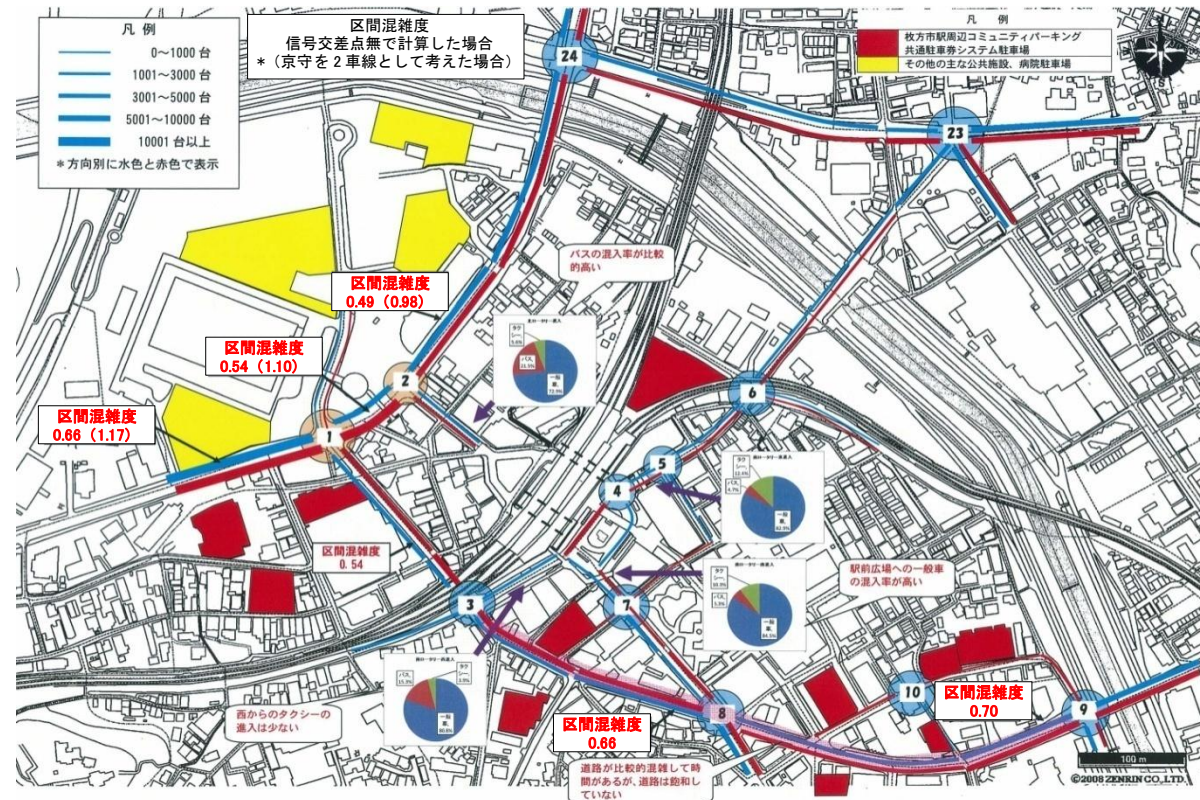 凡例
0～1000 台
1001～3000 台
3001～5000 台
5001～10000 台
10001 台以上
＊方向別に水色と赤色で表示
区間混雑度
信号交差点無で計算した場合
＊（京守を２車線として考えた場合）
凡　例
枚方市駅周辺コミュニティパーキング
共通駐車券システム駐車場
その他の主な公共施設、病院駐車場
24
23
バスの混入率が比較
的高い
区間混雑度
0.49（0.98）
区間混雑度
0.54（1.10）
区間混雑度
0.66（1.17）
2
1
6
5
4
区間混雑度
0.54
駅前広場への一般車
の混入率が高い
3
7
西からのタクシーの
進入は少ない
8
区間混雑度
0.66
10
区間混雑度
0.70
9
道路が比較的混雑して時
間があるが、道路は飽和し
ていない
100 m
©2008 ZENRIN CO.,LTD.